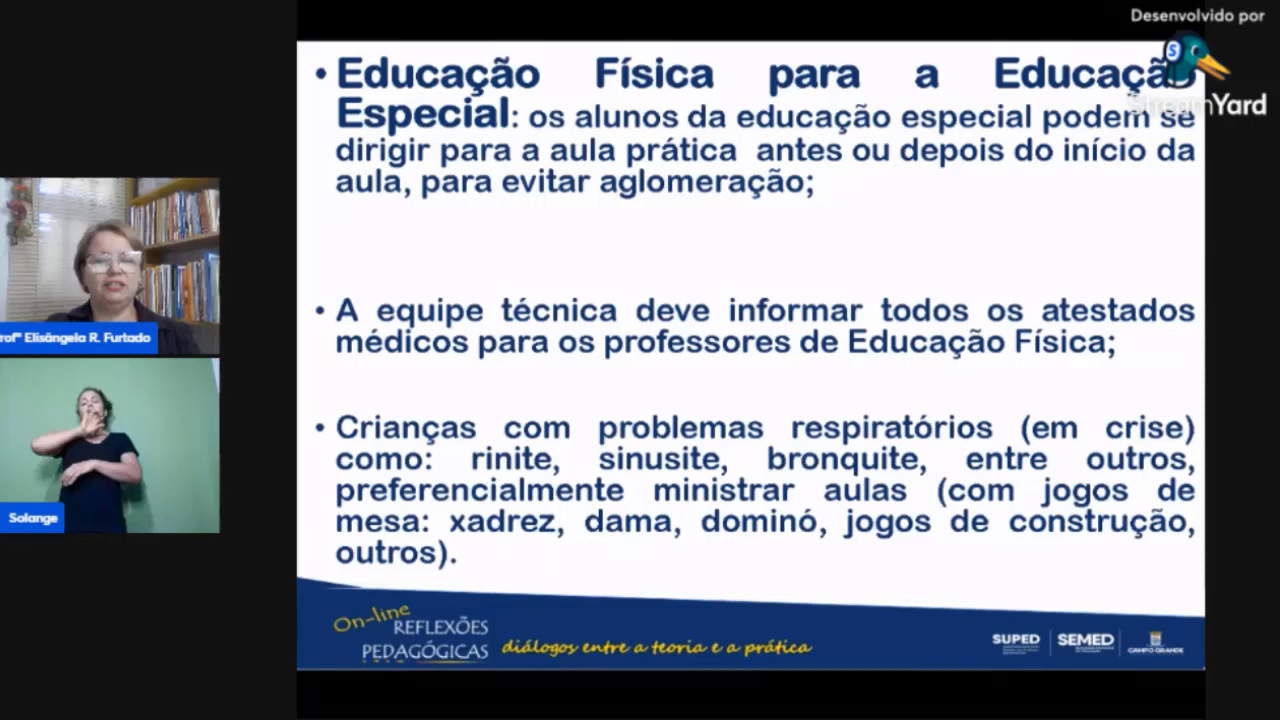 Desenvolvido por
StreamYard
• Educação Física para a Educação
Especial: os alunos da educação especial podem se
dirigir para a aula prática antes ou depois do início da
aula, para evitar aglomeração;
• A equipe técnica deve informar todos os atestados
médicos para os professores de Educação Física;
• Crianças com problemas respiratórios (em crise)
como: rinite, sinusite, bronquite, entre outros,
preferencialmente ministrar aulas (com jogos de
mesa: xadrez, dama, dominó, jogos de construção,
outros).
Elisângela R. Furtado
Solange
On-line
REFLEXÕES
PEDAGÓGICAS
diálogos entre a teoria e a prática
SUPED
SEMED
CAMPO GRANDE